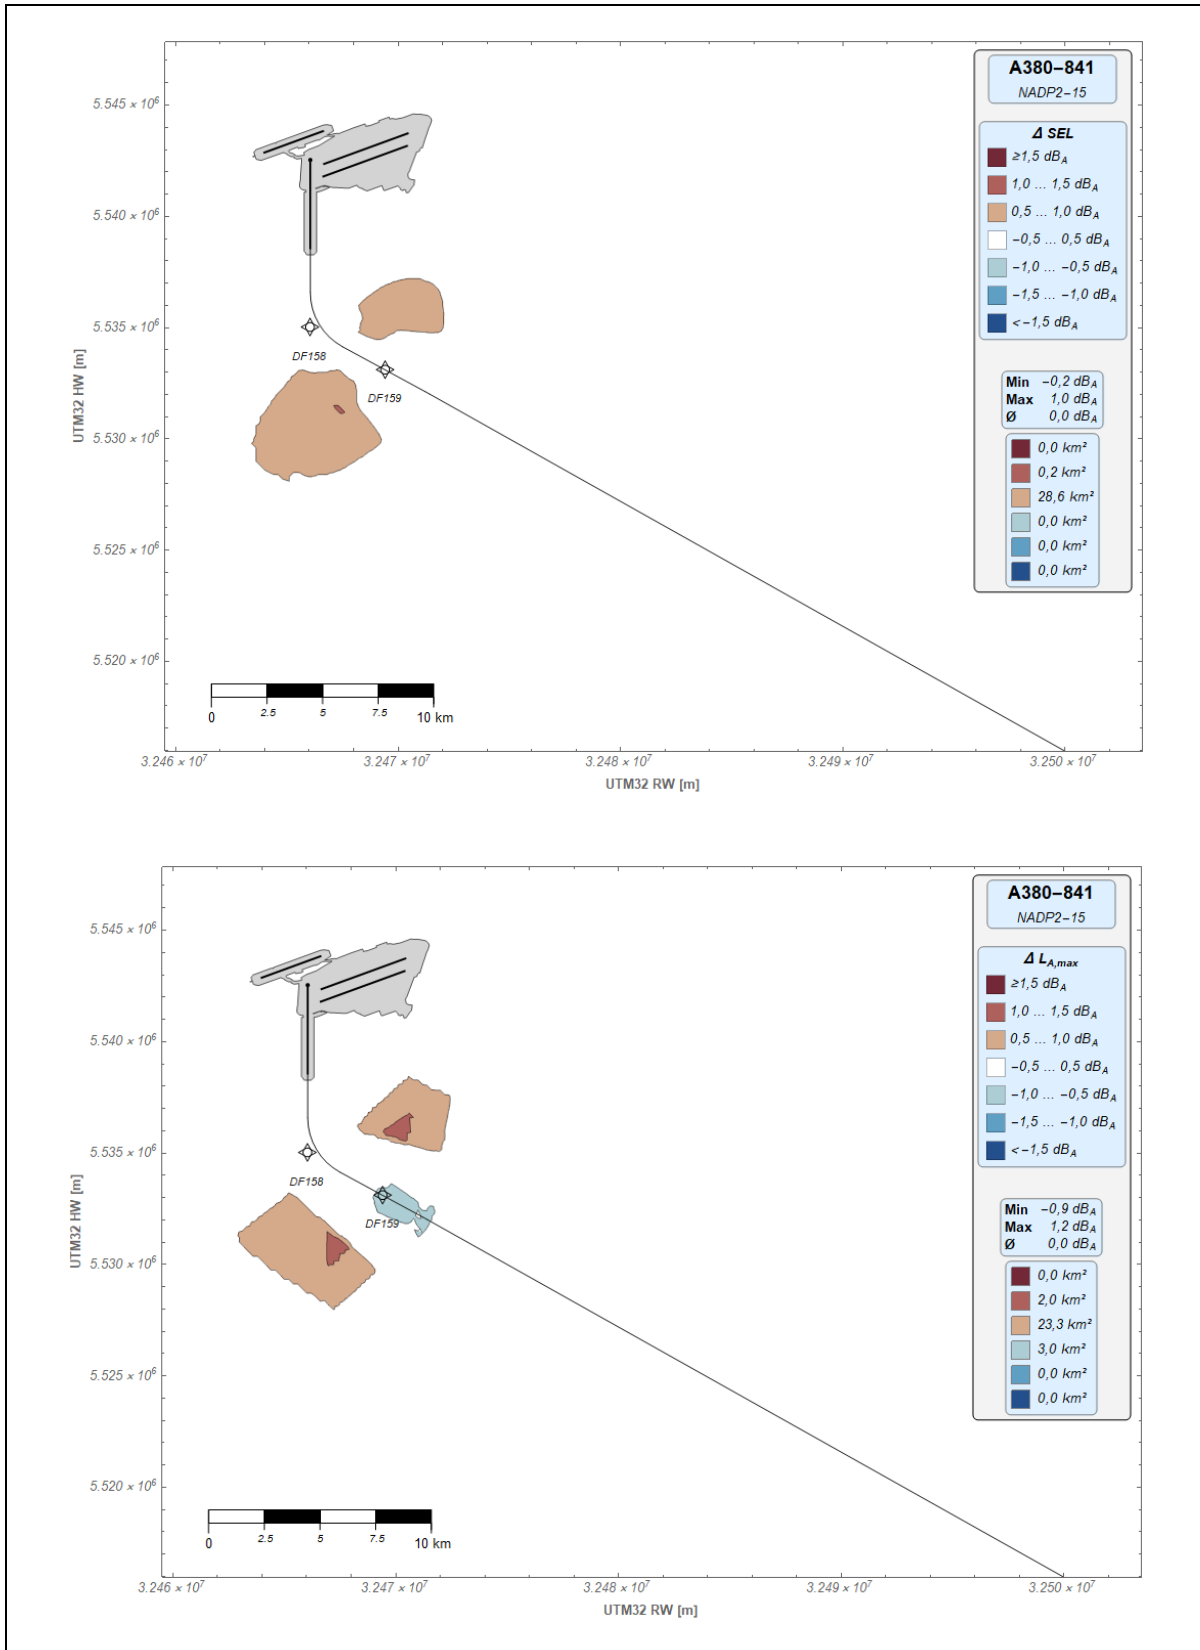 A380–841
NADP2–15
Δ SEL
≥1,5 dBA
1,0 ... 1,5 dBA
0,5 ... 1,0 dBA
–0,5 ... 0,5 dBA
–1,0 ... –0,5 dBA
–1,5 ... –1,0 dBA
<–1,5 dBA
Min –0,2 dBA
Max 1,0 dBA
Ø 0,0 dBA
0,0 km²
0,2 km²
28,6 km²
0,0 km²
0,0 km²
0,0 km²
5.545 × 10⁶
5.540 × 10⁶
5.535 × 10⁶
5.530 × 10⁶
5.525 × 10⁶
5.520 × 10⁶
UTM32 HW [m]
DF158
DF159
0 2.5 5 7.5 10 km
3.246 × 10⁷ 3.247 × 10⁷ 3.248 × 10⁷ 3.249 × 10⁷ 3.250 × 10⁷
UTM32 RW [m]
A380–841
NADP2–15
Δ LA,max
≥1,5 dBA
1,0 ... 1,5 dBA
0,5 ... 1,0 dBA
–0,5 ... 0,5 dBA
–1,0 ... –0,5 dBA
–1,5 ... –1,0 dBA
<–1,5 dBA
Min –0,9 dBA
Max 1,2 dBA
Ø 0,0 dBA
0,0 km²
2,0 km²
23,3 km²
3,0 km²
0,0 km²
0,0 km²
5.545 × 10⁶
5.540 × 10⁶
5.535 × 10⁶
5.530 × 10⁶
5.525 × 10⁶
5.520 × 10⁶
UTM32 HW [m]
DF158
DF159
0 2.5 5 7.5 10 km
3.246 × 10⁷ 3.247 × 10⁷ 3.248 × 10⁷ 3.249 × 10⁷ 3.250 × 10⁷
UTM32 RW [m]